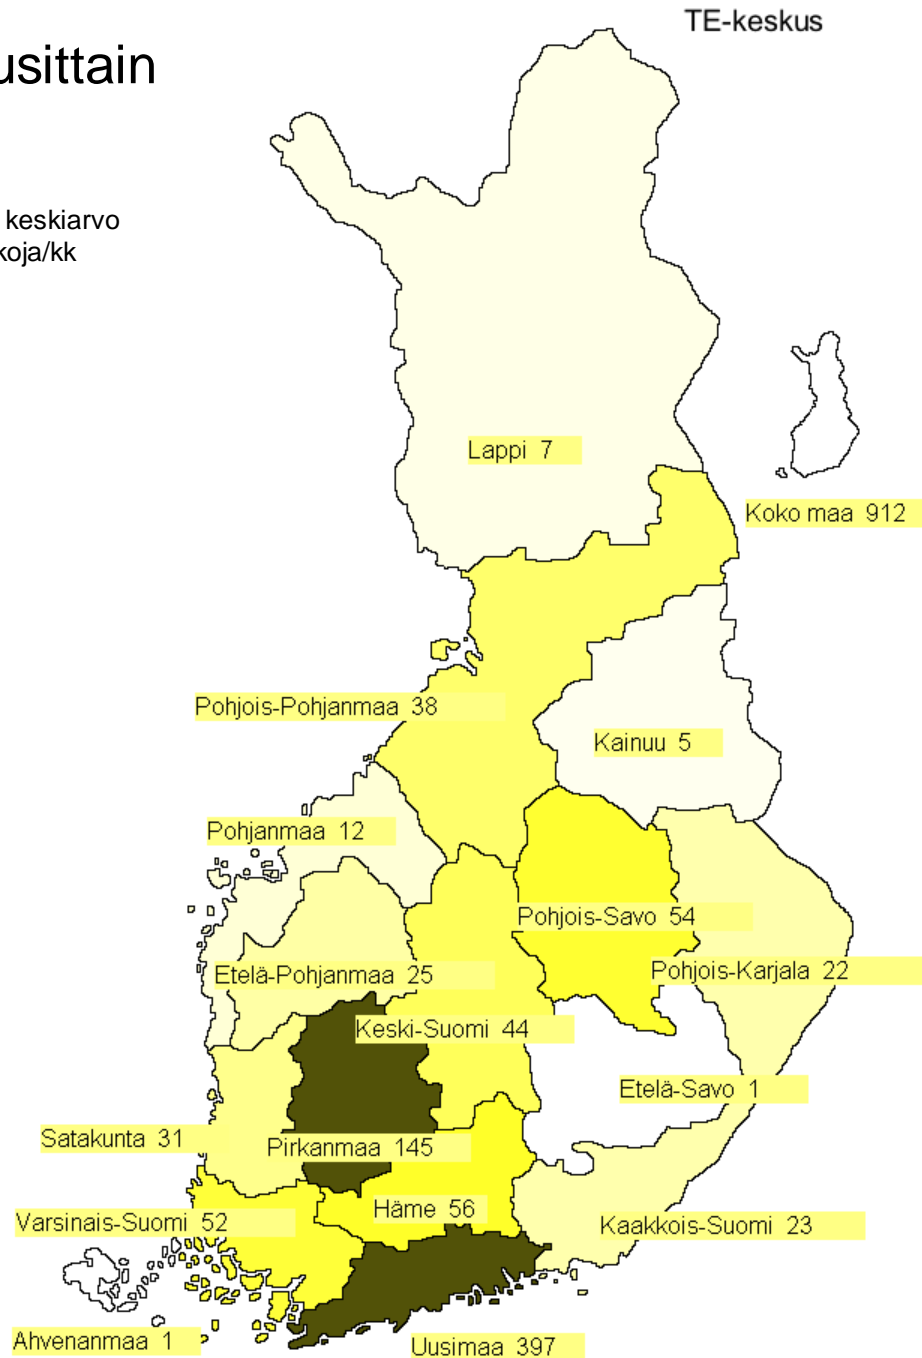 TE-keskus
usittain
keskiarvo
koja/kk
Lappi 7
Koko maa 912
Pohjois-Pohjanmaa 38
Kainuu 5
Pohjanmaa 12
Pohjois-Savo 54
Pohjois-Karjala 22
Etelä-Pohjanmaa 25
Keski-Suomi 44
Etelä-Savo 1
Satakunta 31
Pirkanmaa 145
Häme 56
Varsinais-Suomi 52
Kaakkois-Suomi 23
Ahvenanmaa 1
Uusimaa 397